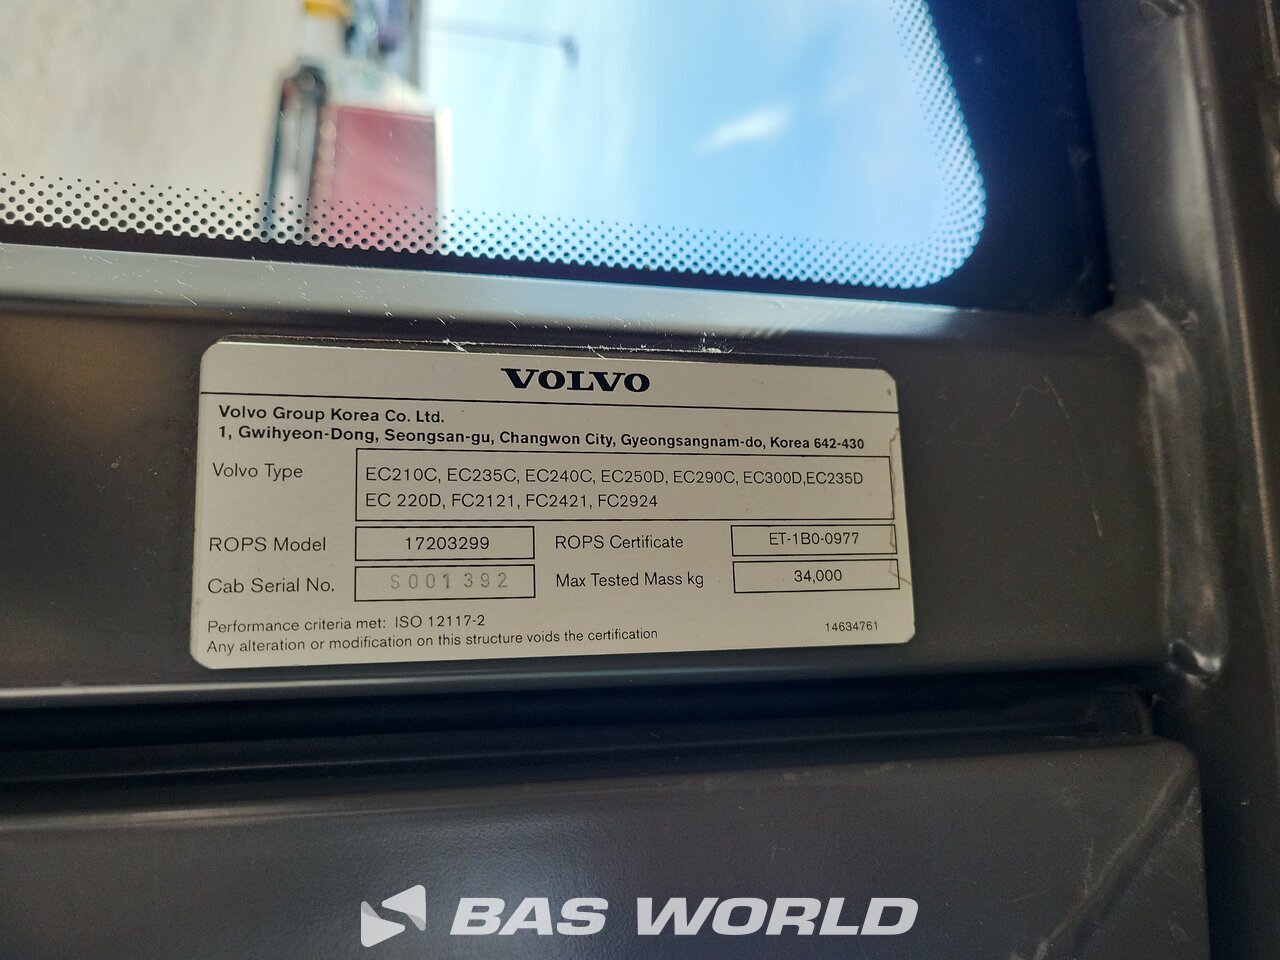 VOLVO
Volvo Group Korea Co. Ltd.
1, Gwihyeon-Dong, Seongsan-gu, Changwon City, Gyeongsangnam-do, Korea 642-430
Volvo Type EC210C, EC235C, EC240C, EC250D, EC290C, EC300D,EC235D
EC 220D, FC2121, FC2421, FC2924
ROPS Model 17203299 ROPS Certificate ET-1B0-0977
Cab Serial No. S001392 Max Tested Mass kg 34,000
Performance criteria met: ISO 12117-2
Any alteration or modification on this structure voids the certification 14634761
BAS WORLD